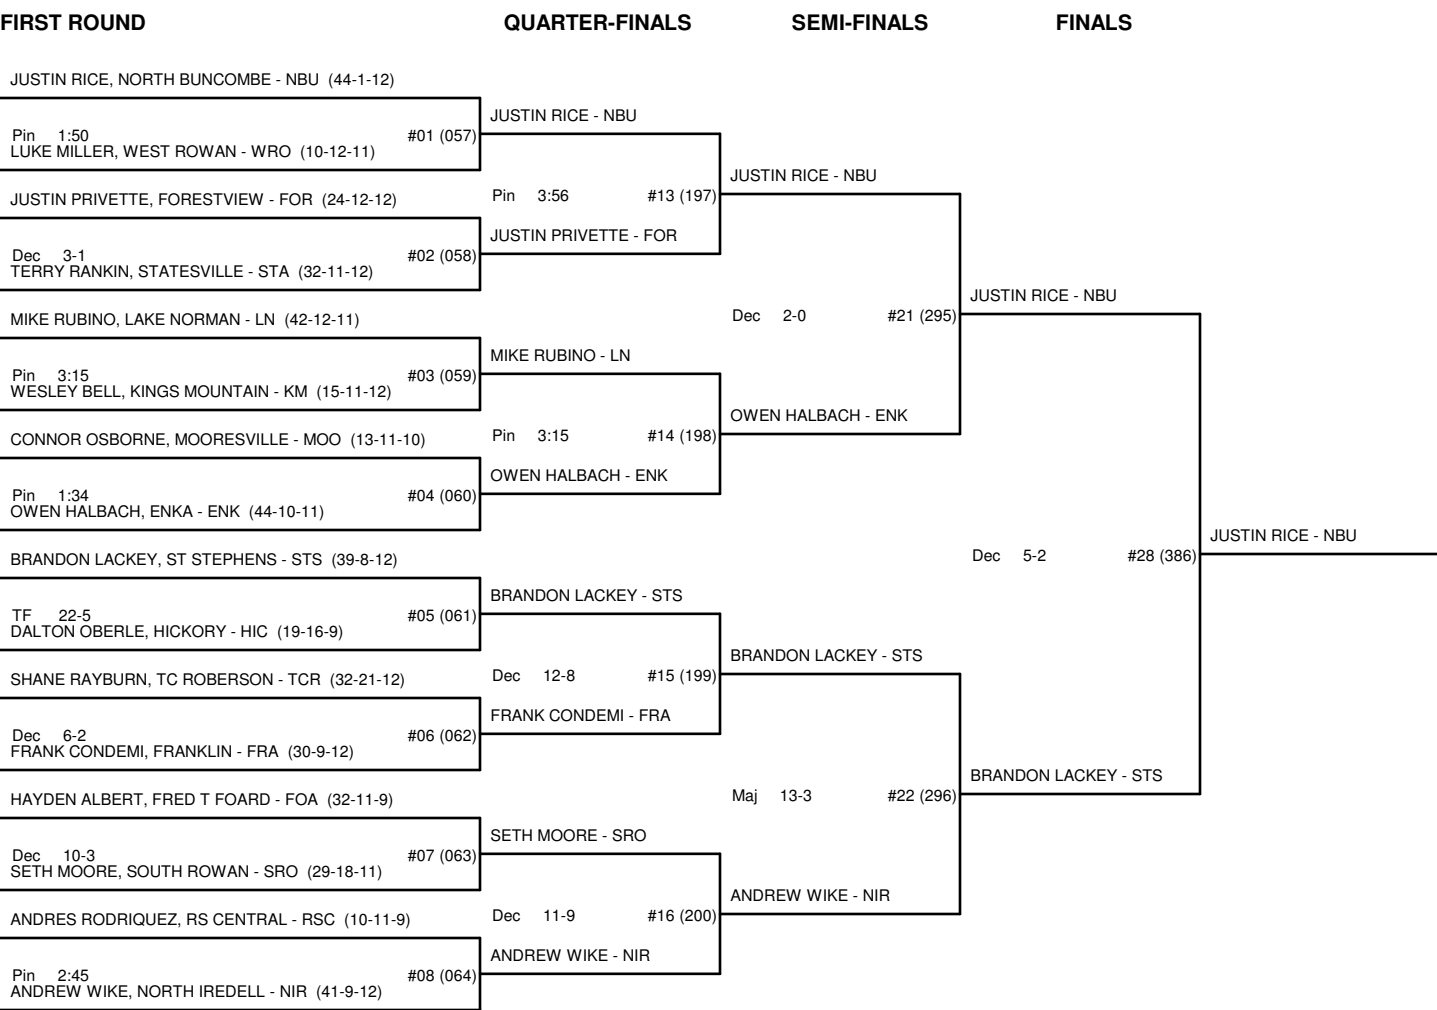 FIRST ROUND QUARTER-FINALS SEMI-FINALS FINALS
JUSTIN RICE, NORTH BUNCOMBE - NBU (44-1-12)
JUSTIN RICE - NBU
Pin 1:50 #01 (057)
LUKE MILLER, WEST ROWAN - WRO (10-12-11)
JUSTIN RICE - NBU
JUSTIN PRIVETTE, FORESTVIEW - FOR (24-12-12)
Pin 3:56 #13 (197)
JUSTIN PRIVETTE - FOR
Dec 3-1 #02 (058)
TERRY RANKIN, STATESVILLE - STA (32-11-12)
JUSTIN RICE - NBU
MIKE RUBINO, LAKE NORMAN - LN (42-12-11)
Dec 2-0 #21 (295)
MIKE RUBINO - LN
Pin 3:15 #03 (059)
WESLEY BELL, KINGS MOUNTAIN - KM (15-11-12)
OWEN HALBACH - ENK
CONNOR OSBORNE, MOORESVILLE - MOO (13-11-10)
Pin 3:15 #14 (198)
OWEN HALBACH - ENK
Pin 1:34 #04 (060)
OWEN HALBACH, ENKA - ENK (44-10-11)
JUSTIN RICE - NBU
BRANDON LACKEY, ST STEPHENS - STS (39-8-12)
Dec 5-2 #28 (386)
BRANDON LACKEY - STS
TF 22-5 #05 (061)
DALTON OBERLE, HICKORY - HIC (19-16-9)
BRANDON LACKEY - STS
SHANE RAYBURN, TC ROBERSON - TCR (32-21-12)
Dec 12-8 #15 (199)
FRANK CONDEMI - FRA
Dec 6-2 #06 (062)
FRANK CONDEMI, FRANKLIN - FRA (30-9-12)
BRANDON LACKEY - STS
HAYDEN ALBERT, FRED T FOARD - FOA (32-11-9)
Maj 13-3 #22 (296)
SETH MOORE - SRO
Dec 10-3 #07 (063)
SETH MOORE, SOUTH ROWAN - SRO (29-18-11)
ANDREW WIKE - NIR
ANDRES RODRIQUEZ, RS CENTRAL - RSC (10-11-9)
Dec 11-9 #16 (200)
ANDREW WIKE - NIR
Pin 2:45 #08 (064)
ANDREW WIKE, NORTH IREDELL - NIR (41-9-12)